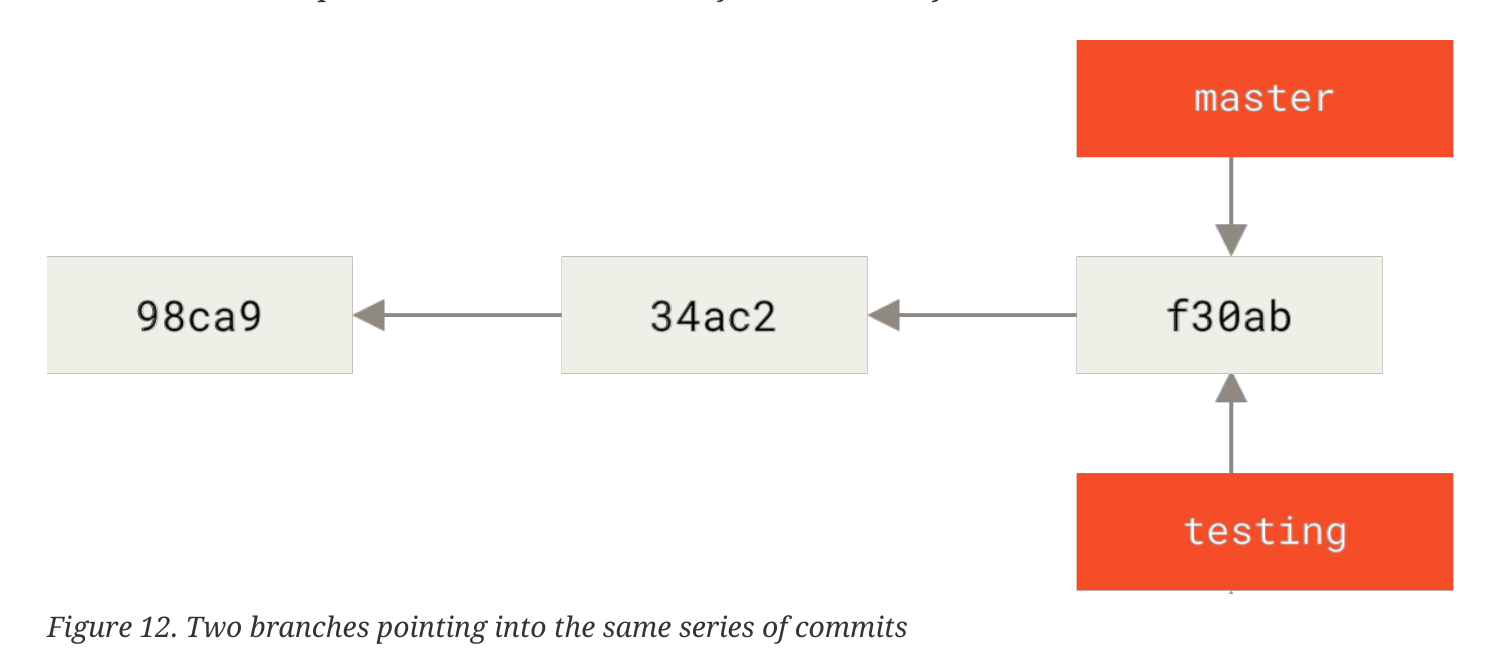 master
98ca9
34ac2
f30ab
testing
Figure 12. Two branches pointing into the same series of commits